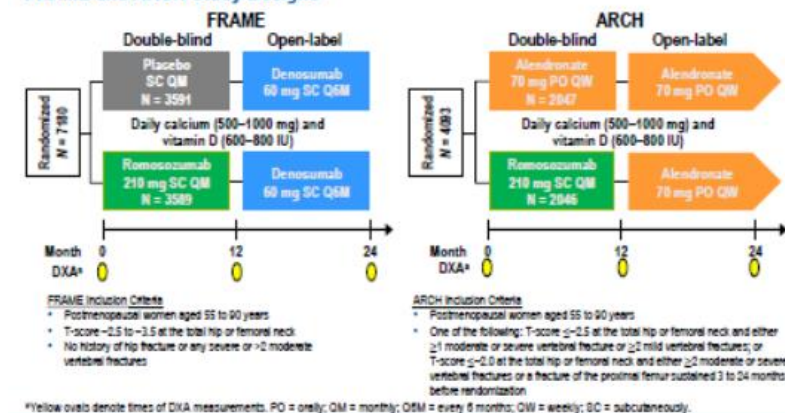 FRAME
Double-blind
Open-label
Placebo
SC QM
N = 3591
Denosumab
60 mg SC Q6M
Randomized
N = 7180
Daily calcium (500–1000 mg) and
vitamin D (600–800 IU)
Romosozumab
210 mg SC QM
N = 3589
Denosumab
60 mg SC Q6M
Month
0
12
24
DXAᵃ
FRAME Inclusion Criteria
• Postmenopausal women aged 55 to 90 years
• T-score –2.5 to –3.5 at the total hip or femoral neck
• No history of hip fracture or any severe or >2 moderate
vertebral fractures
ARCH
Double-blind
Open-label
Alendronate
70 mg PO QW
N = 2047
Alendronate
70 mg PO QW
Randomized
N = 4093
Daily calcium (500–1000 mg) and
vitamin D (600–800 IU)
Romosozumab
210 mg SC QM
N = 2046
Alendronate
70 mg PO QW
Month
0
12
24
DXAᵃ
ARCH Inclusion Criteria
• Postmenopausal women aged 55 to 90 years
• One of the following: T-score ≤–2.5 at the total hip or femoral neck and either
≥1 moderate or severe vertebral fracture or ≥2 mild vertebral fractures; or
T-score ≤–2.0 at the total hip or femoral neck and either ≥2 moderate or severe
vertebral fractures or a fracture of the proximal femur sustained 3 to 24 months
before randomization
ᵃYellow ovals denote times of DXA measurements. PO = orally; QM = monthly; Q6M = every 6 months; QW = weekly; SC = subcutaneously.